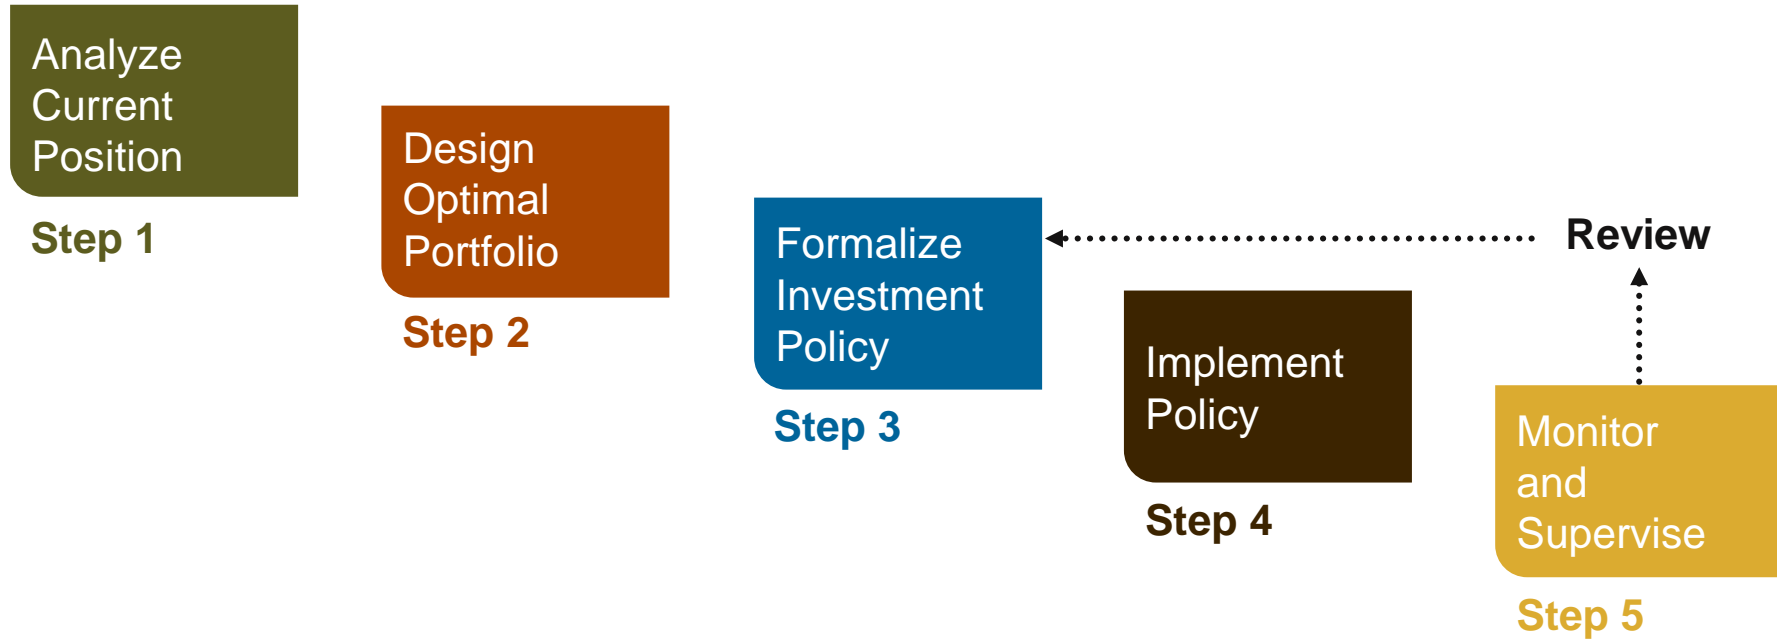 Analyze
Current
Position
Step 1
Design
Optimal
Portfolio
Step 2
Formalize
Investment
Policy
Step 3
Review
Implement
Policy
Step 4
Monitor
and
Supervise
Step 5